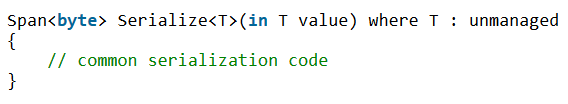 Span<byte> Serialize<T>(in T value) where T : unmanaged
{
    // common serialization code
}